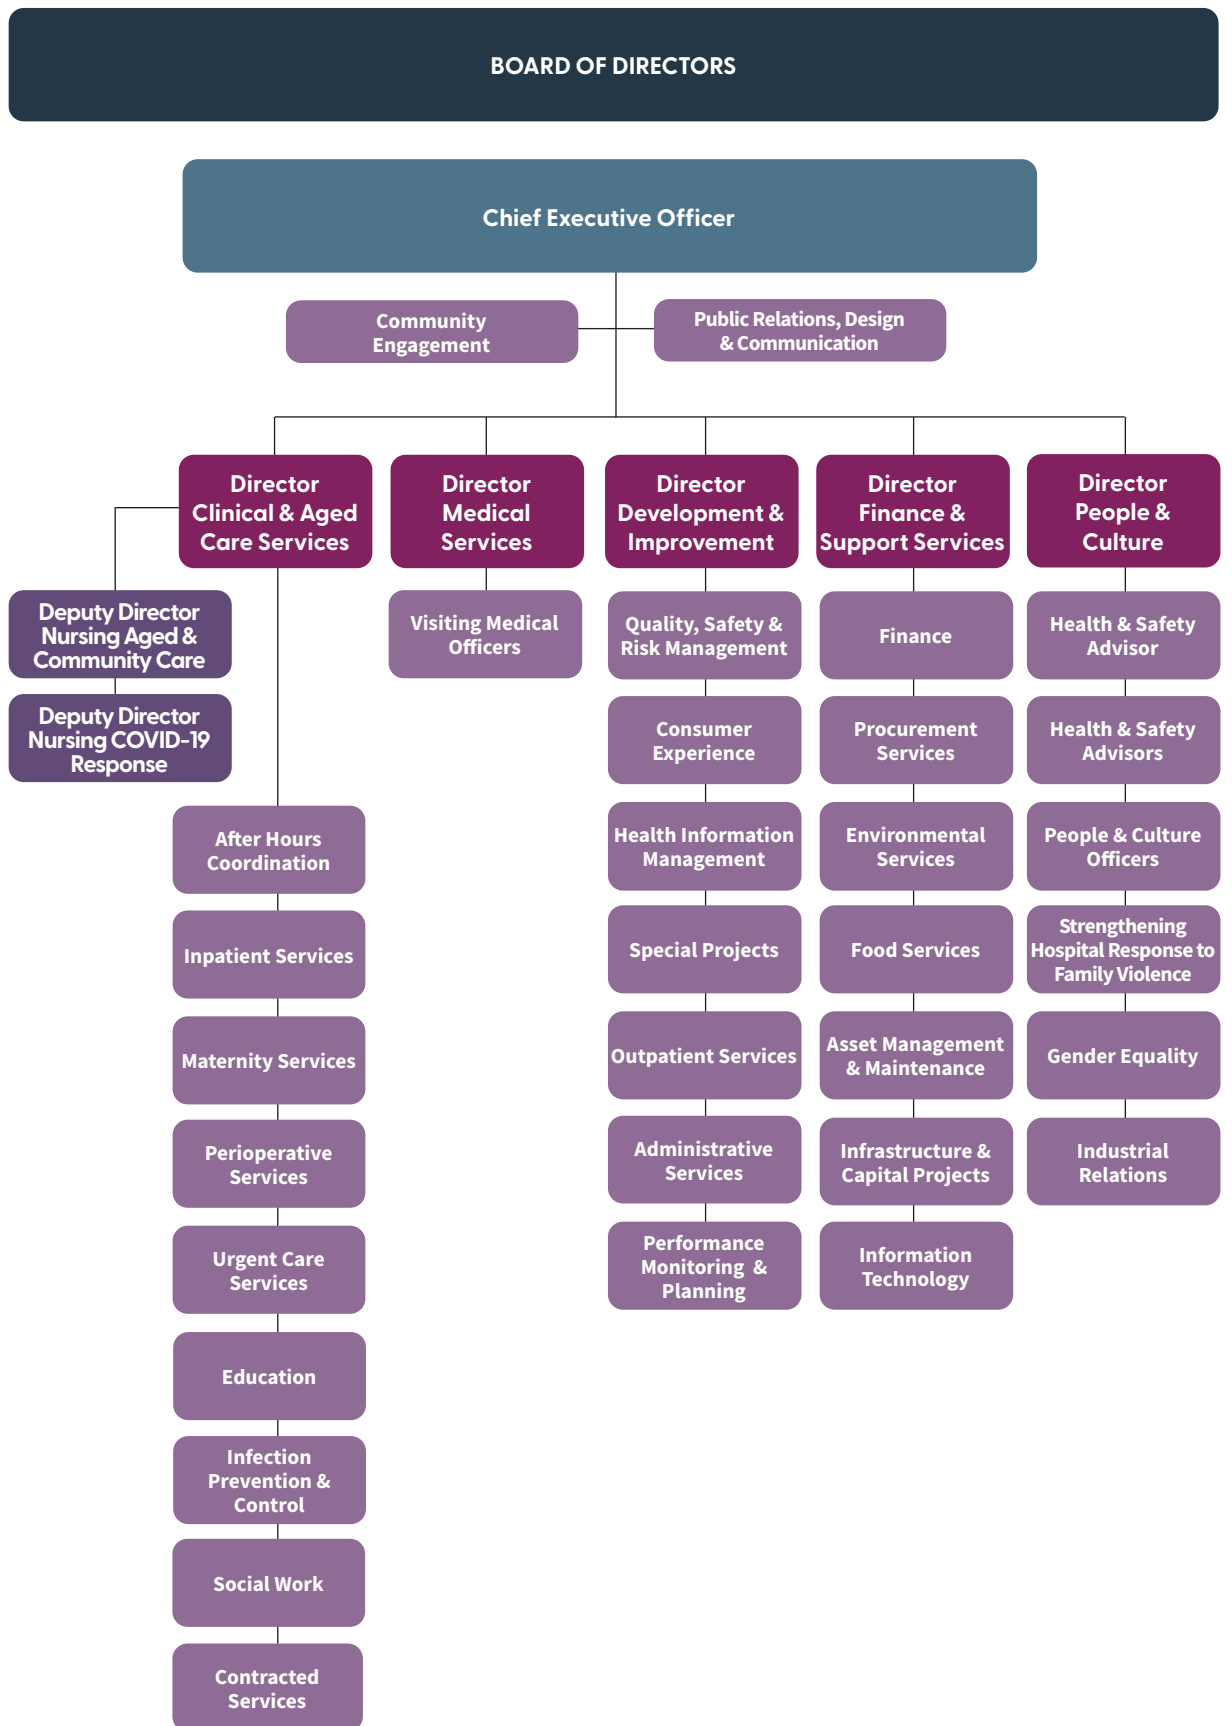 BOARD OF DIRECTORS
Chief Executive Officer
Community
Engagement
Public Relations, Design
& Communication
Director
Clinical & Aged
Care Services
Deputy Director
Nursing Aged &
Community Care
Deputy Director
Nursing COVID-19
Response
After Hours
Coordination
Inpatient Services
Maternity Services
Perioperative
Services
Urgent Care
Services
Education
Infection
Prevention &
Control
Social Work
Contracted
Services
Director
Medical
Services
Visiting Medical
Officers
Director
Development &
Improvement
Quality, Safety &
Risk Management
Consumer
Experience
Health Information
Management
Special Projects
Outpatient Services
Administrative
Services
Performance
Monitoring &
Planning
Director
Finance &
Support Services
Finance
Procurement
Services
Environmental
Services
Food Services
Asset Management
& Maintenance
Infrastructure &
Capital Projects
Information
Technology
Director
People &
Culture
Health & Safety
Advisor
Health & Safety
Advisors
People & Culture
Officers
Strengthening
Hospital Response to
Family Violence
Gender Equality
Industrial
Relations